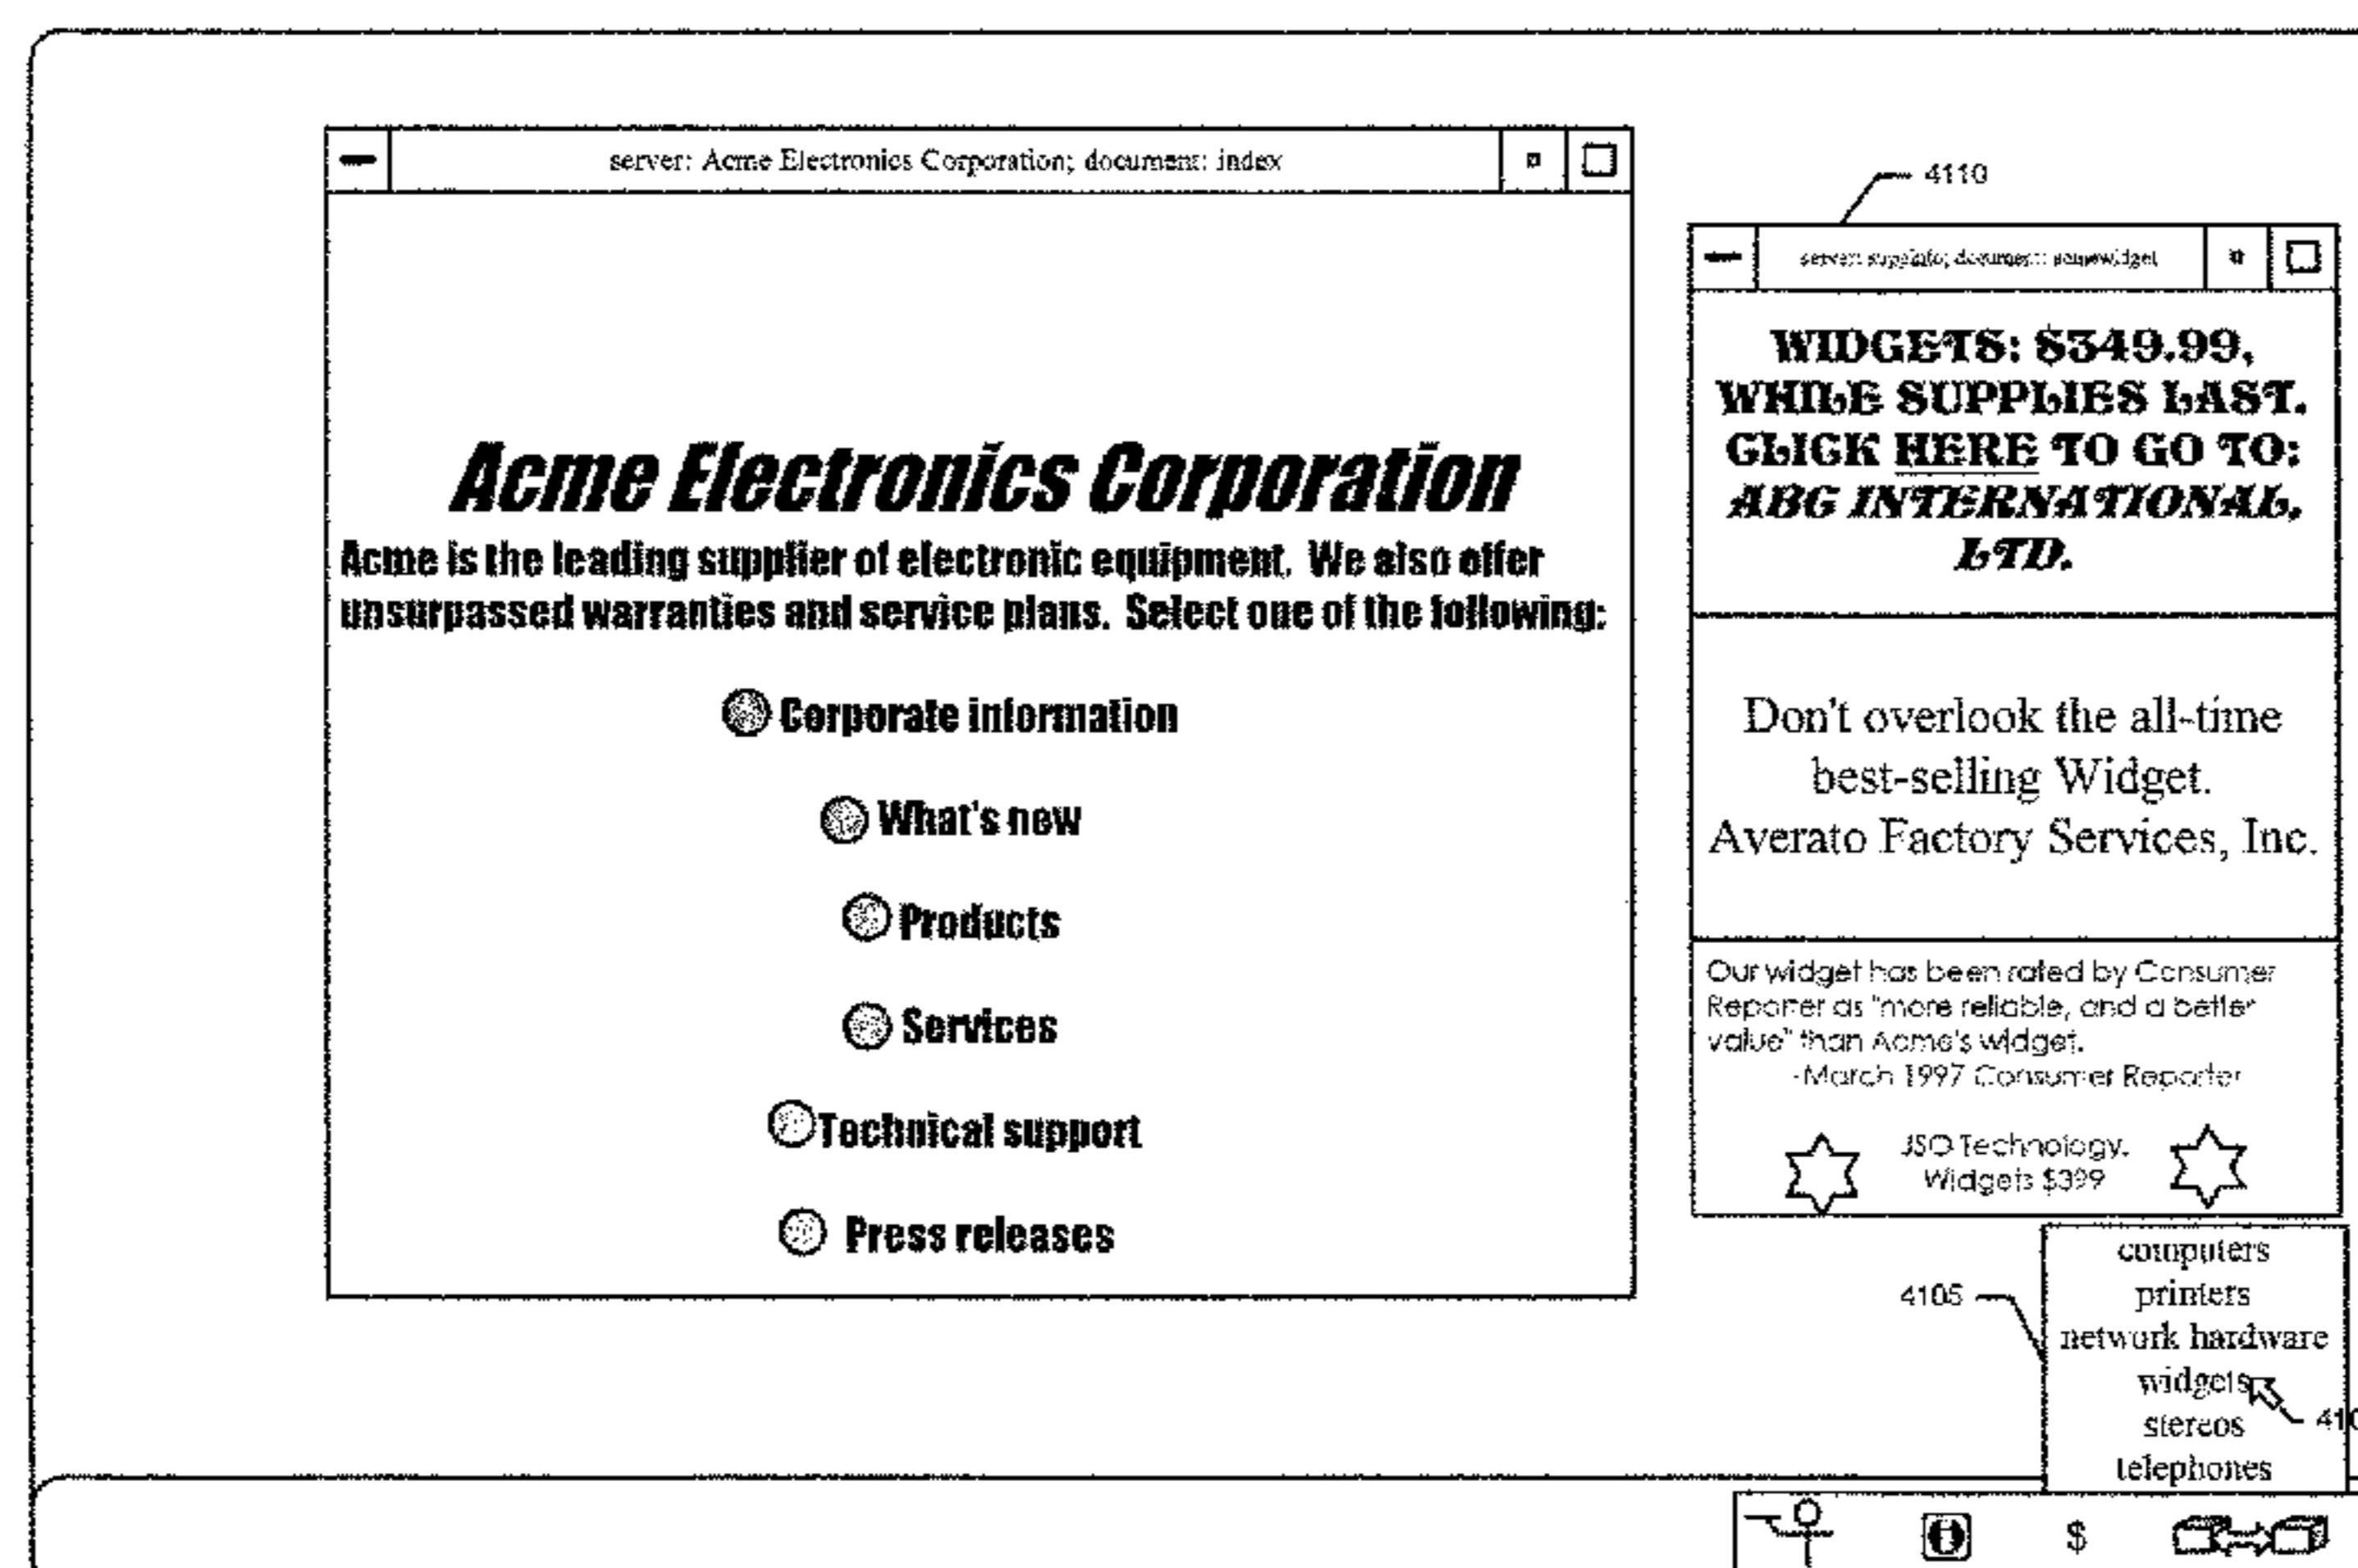 server: Acme Electronics Corporation; document: index
Acme Electronics Corporation
Acme is the leading supplier of electronic equipment. We also offer
unsurpassed warranties and service plans. Select one of the following:
Corporate information
What's new
Products
Services
Technical support
Press releases
4110
server: suppinfo; document: acmewidget
WIDGETS: $349.99,
WHILE SUPPLIES LAST.
CLICK HERE TO GO TO:
ABC INTERNATIONAL,
LTD.
Don't overlook the all-time
best-selling Widget.
Averato Factory Services, Inc.
Our widget has been rated by Consumer
Reporter as "more reliable, and a better
value" than Acme's widget.
-March 1997 Consumer Reporter
JSO Technology.
Widgets $399
4105
computers
printers
network hardware
widgets
stereos
telephones
$